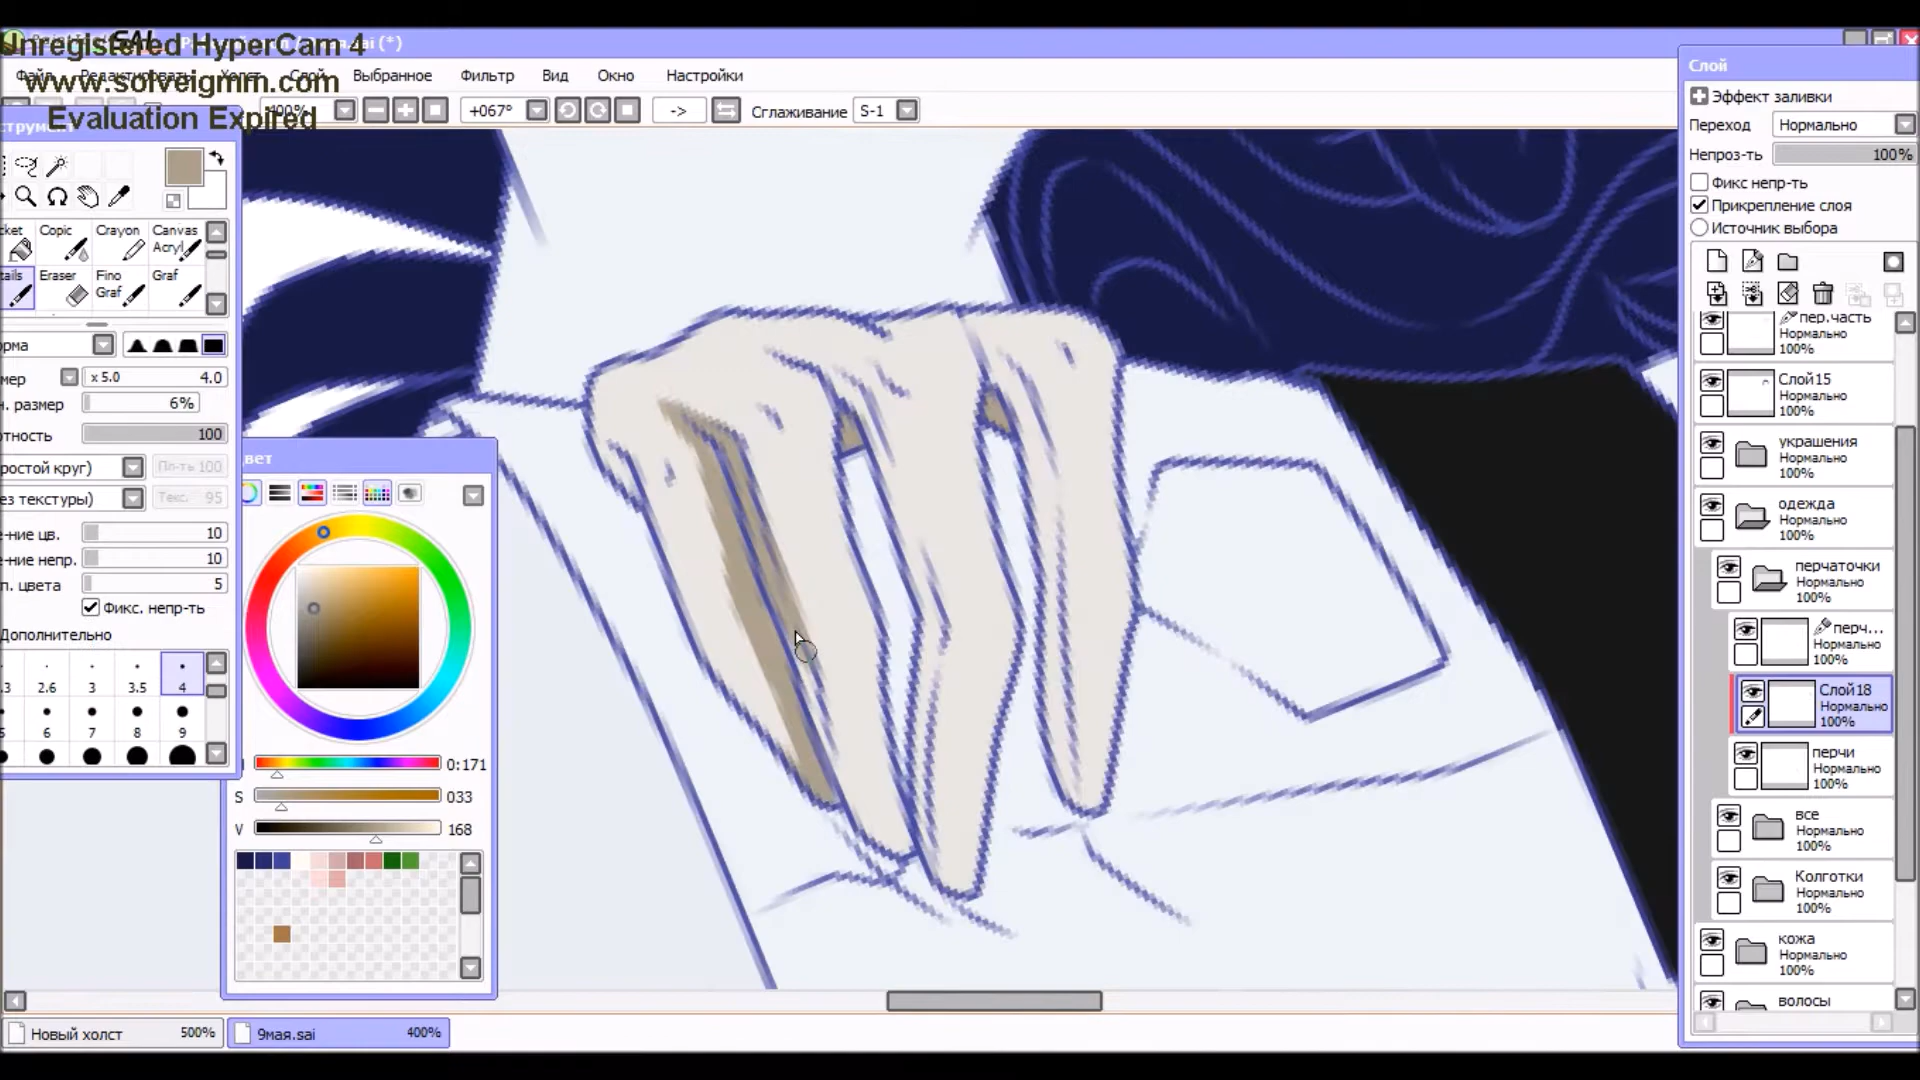 Unregistered HyperCam 4
www.solveigmm.com
Evaluation Expired
.sai (*)
Файл Редактировать Холст Слой Выбранное Фильтр Вид Окно Настройки
100% +067° -> Сглаживание S-1
струмент
cket Copic Crayon Canvas Acryl
tails Eraser Fino Graf Graf
орма
мер x 5.0 4.0
н. размер 6%
отность 100
ростой круг) Пл-ть 100
ез текстуры) Текс. 95
е-ние цв. 10
е-ние непр. 10
п. цвета 5
Фикс. непр-ть
Дополнительно
.3 2.6 3 3.5 4
5 6 7 8 9
вет
0:171
S 033
V 168
Новый холст 500%
9мая.sai 400%
Слой
Эффект заливки
Переход Нормально
Непроз-ть 100%
Фикс непр-ть
Прикрепление слоя
Источник выбора
пер.часть
Нормально
100%
Слой15
Нормально
100%
украшения
Нормально
100%
одежда
Нормально
100%
перчаточки
Нормально
100%
перч...
Нормально
100%
Слой18
Нормально
100%
перчи
Нормально
100%
все
Нормально
100%
Колготки
Нормально
100%
кожа
Нормально
100%
волосы